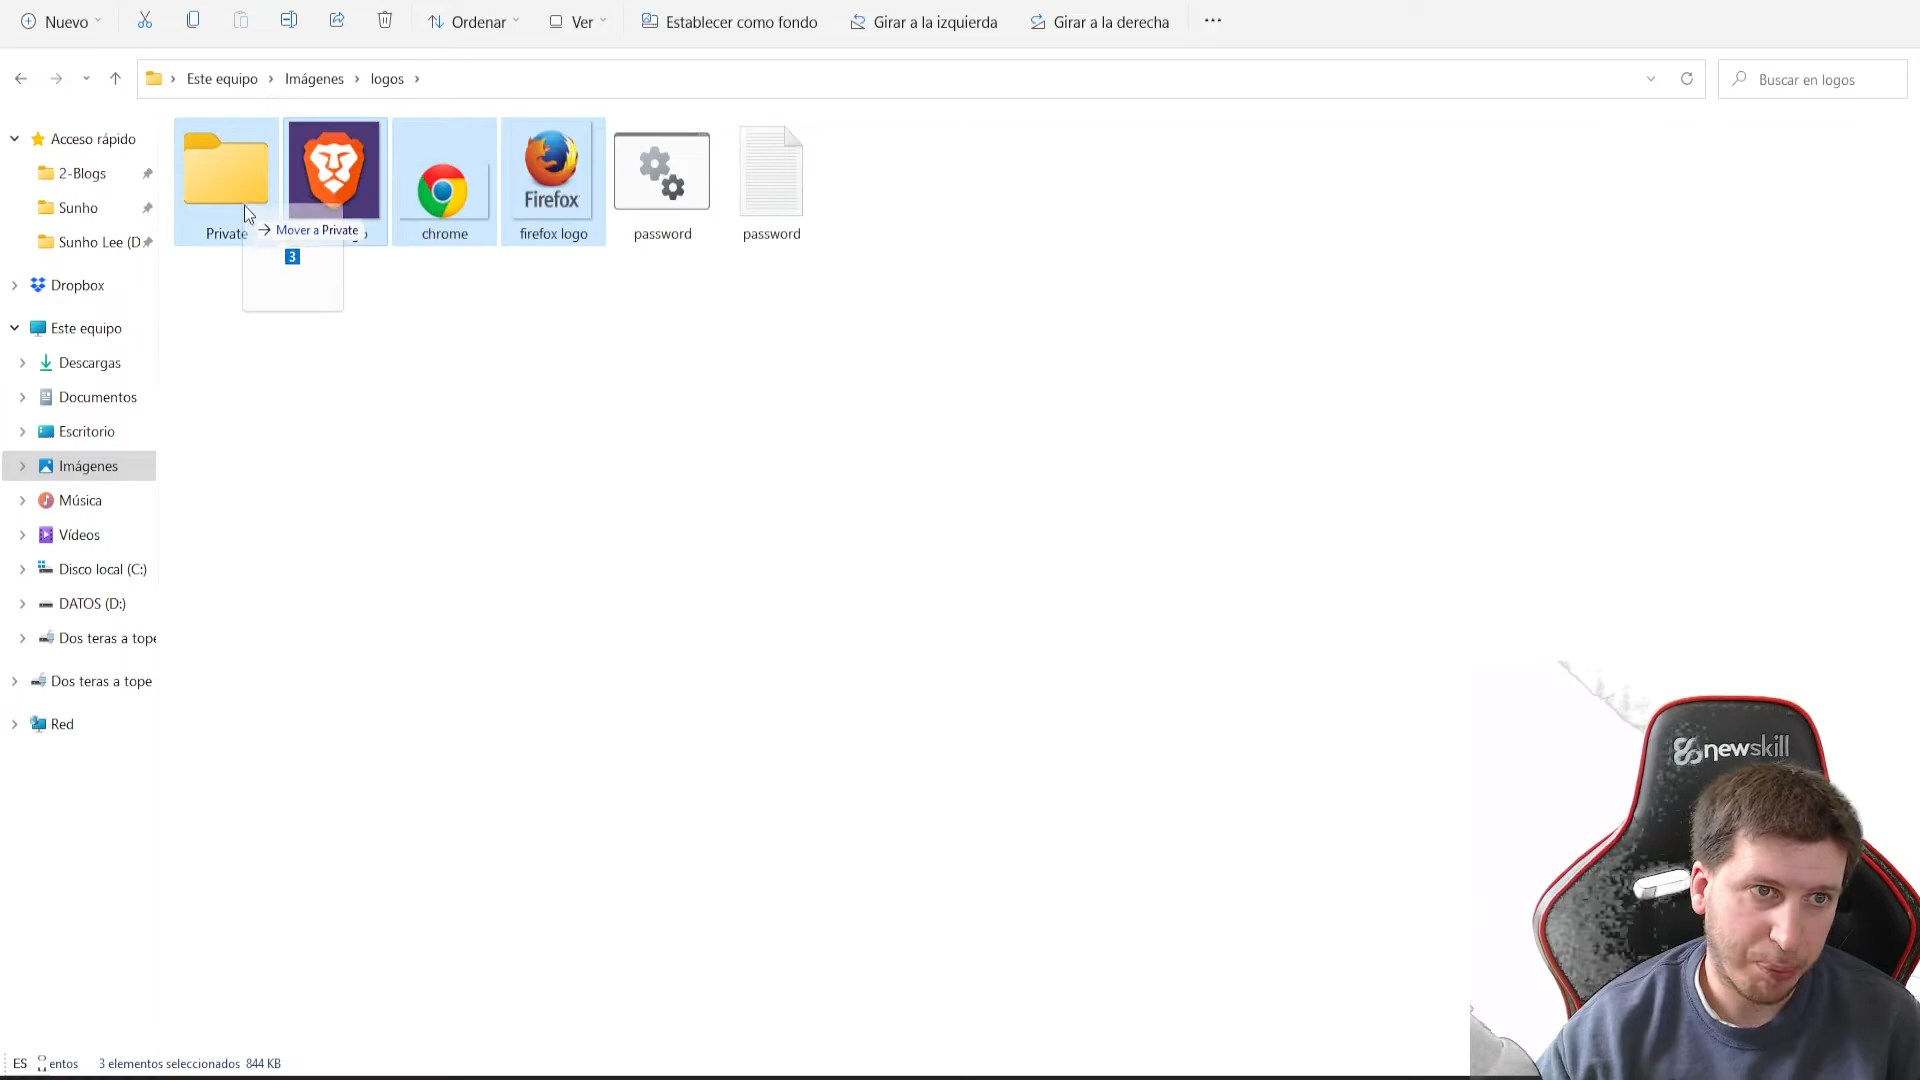 Nuevo
Ordenar
Ver
Establecer como fondo
Girar a la izquierda
Girar a la derecha
Este equipo
Imágenes
logos
Buscar en logos
Acceso rápido
2-Blogs
Sunho
Sunho Lee (D
Dropbox
Este equipo
Descargas
Documentos
Escritorio
Imágenes
Música
Vídeos
Disco local (C:)
DATOS (D:)
Dos teras a tope
Dos teras a tope
Red
Firefox
Private
Mover a Private
3
chrome
firefox logo
password
password
newskill
ES
entos
3 elementos seleccionados 844 KB